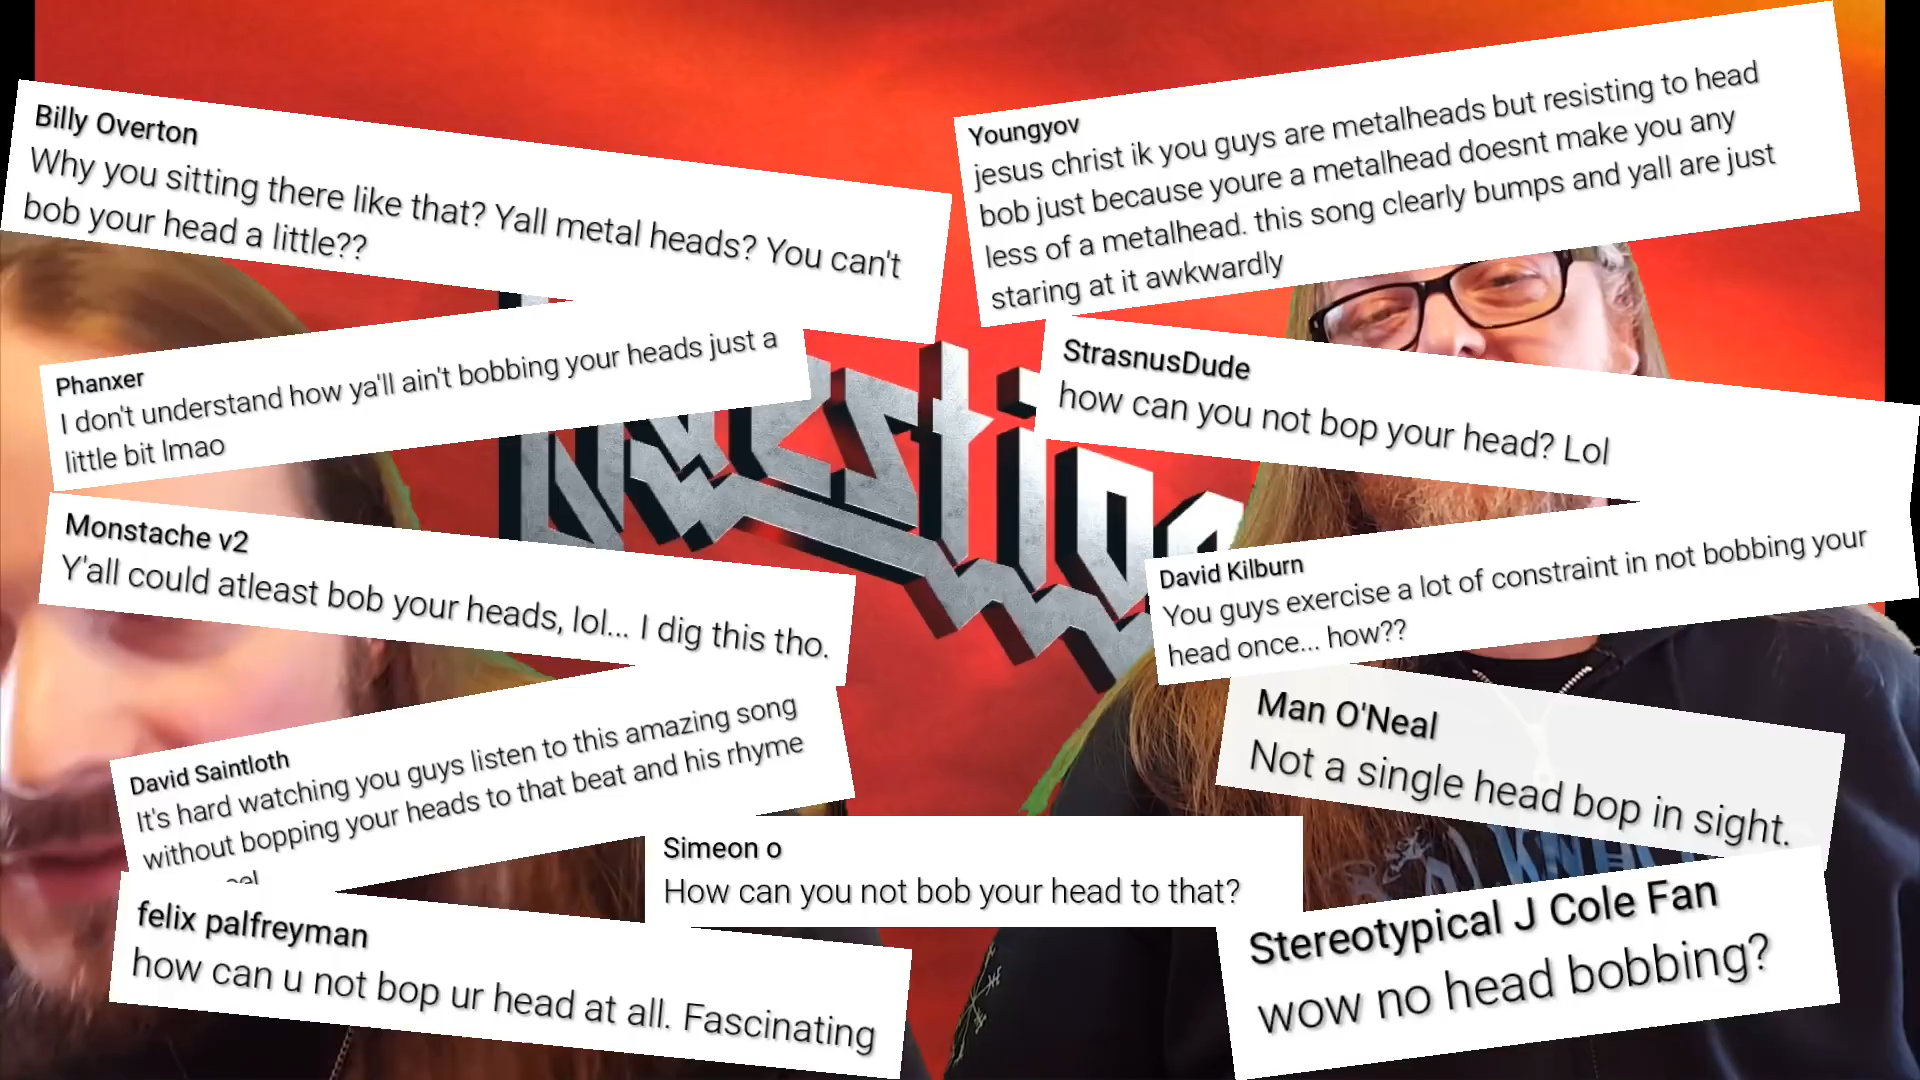 Billy Overton
Why you sitting there like that? Yall metal heads? You can't
bob your head a little??
Youngyov
jesus christ ik you guys are metalheads but resisting to head
bob just because youre a metalhead doesnt make you any
less of a metalhead. this song clearly bumps and yall are just
staring at it awkwardly
Phanxer
I don't understand how ya'll ain't bobbing your heads just a
little bit lmao
StrasnusDude
how can you not bop your head? Lol
Monstache v2
Y'all could atleast bob your heads, lol... I dig this tho.
David Kilburn
You guys exercise a lot of constraint in not bobbing your
head once... how??
David Saintloth
It's hard watching you guys listen to this amazing song
without bopping your heads to that beat and his rhyme
Man O'Neal
Not a single head bop in sight.
Simeon o
How can you not bob your head to that?
felix palfreyman
how can u not bop ur head at all. Fascinating
Stereotypical J Cole Fan
wow no head bobbing?